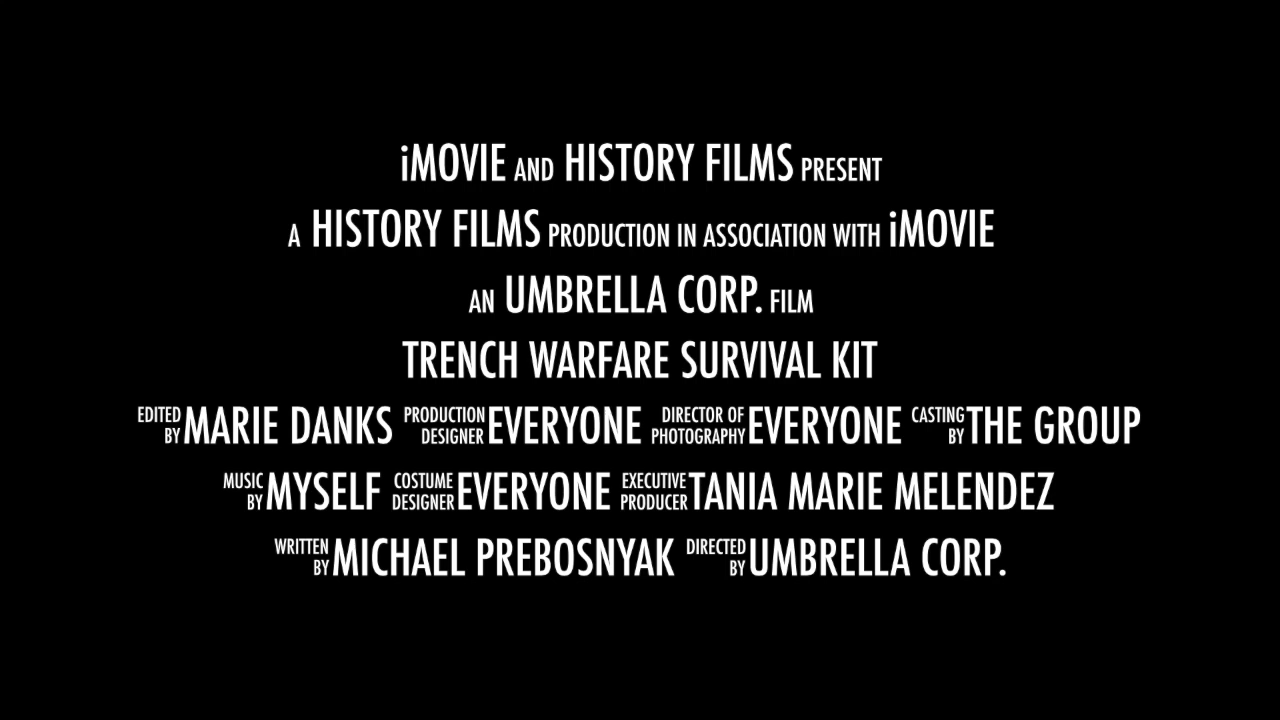 iMOVIE AND HISTORY FILMS PRESENT
A HISTORY FILMS PRODUCTION IN ASSOCIATION WITH iMOVIE
AN UMBRELLA CORP. FILM
TRENCH WARFARE SURVIVAL KIT
EDITED BY MARIE DANKS PRODUCTION DESIGNER EVERYONE DIRECTOR OF PHOTOGRAPHY EVERYONE CASTING BY THE GROUP
MUSIC BY MYSELF COSTUME DESIGNER EVERYONE EXECUTIVE PRODUCER TANIA MARIE MELENDEZ
WRITTEN BY MICHAEL PREBOSNYAK DIRECTED BY UMBRELLA CORP.